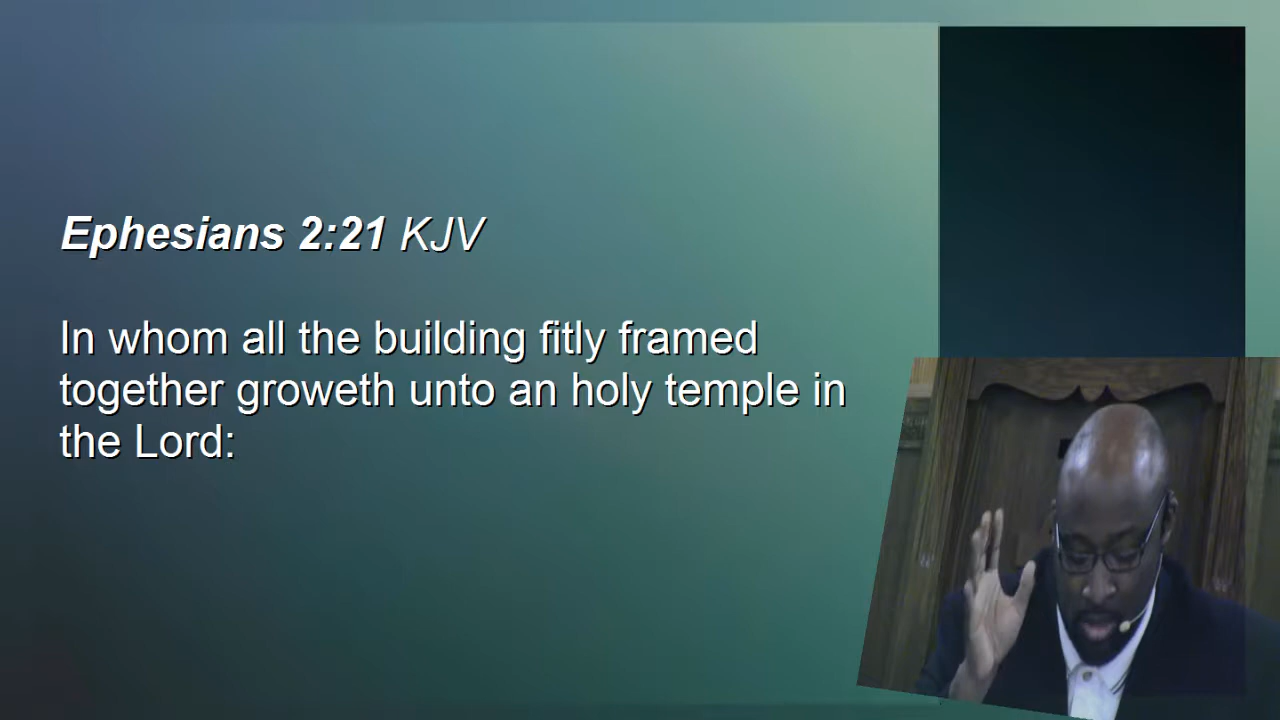 Ephesians 2:21 KJV
In whom all the building fitly framed
together groweth unto an holy temple in
the Lord: